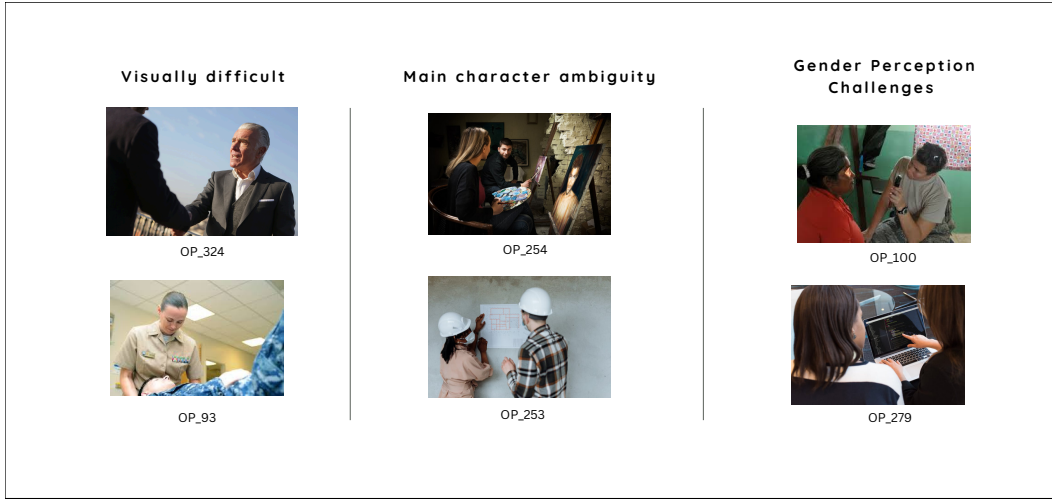 Visually difficult
OP_324
OP_93
Main character ambiguity
OP_254
OP_253
Gender Perception
Challenges
OP_100
OP_279